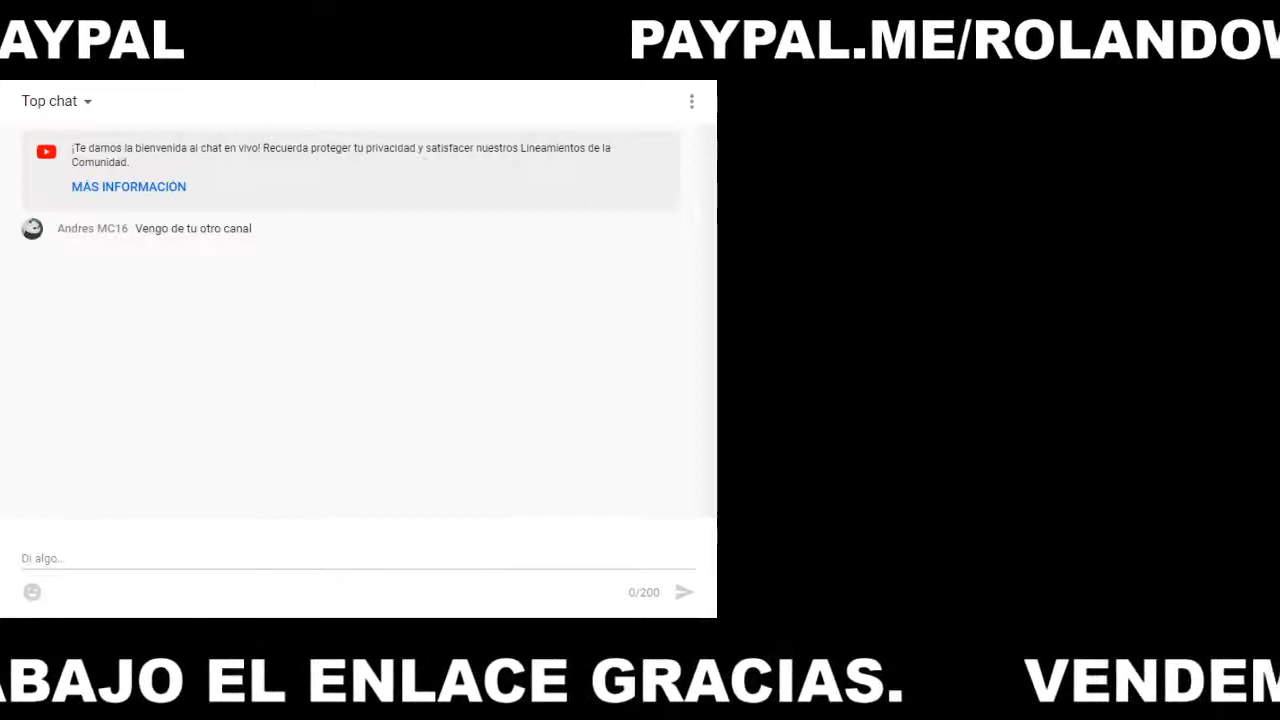 AYPAL PAYPAL.ME/ROLANDOW
Top chat
¡Te damos la bienvenida al chat en vivo! Recuerda proteger tu privacidad y satisfacer nuestros Lineamientos de la
Comunidad.
MÁS INFORMACIÓN
Andres MC16 Vengo de tu otro canal
Di algo...
0/200
ABAJO EL ENLACE GRACIAS. VENDEM